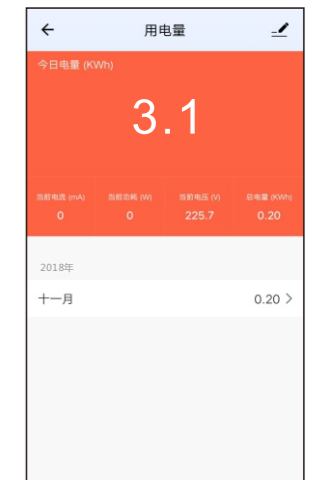 用电量
今日电量 (KWh)
3.1
当前电流 (mA) 当前功耗 (W) 当前电压 (V) 总电量 (KWh)
0 0 225.7 0.20
2018年
十一月 0.20